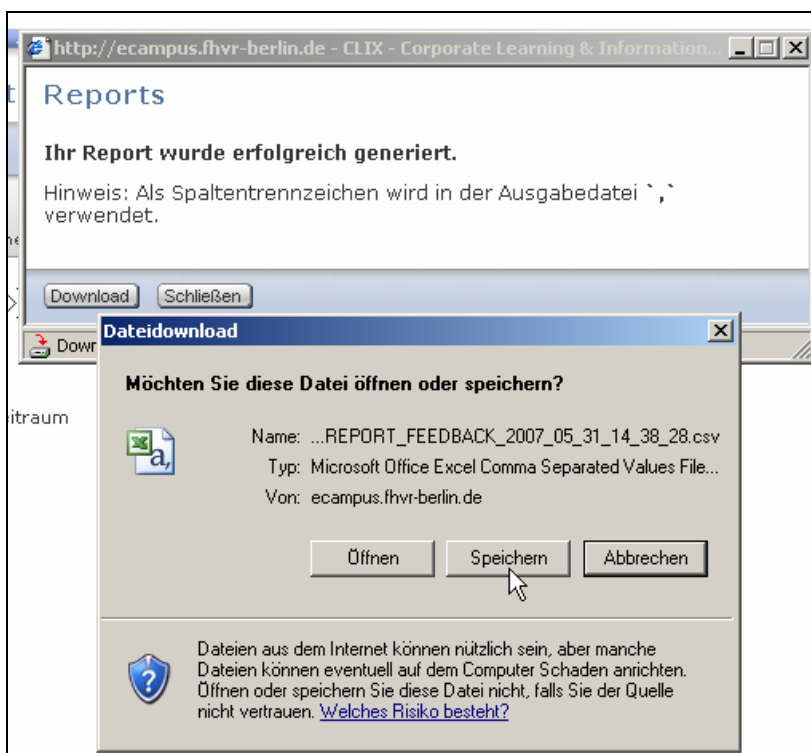 http://ecampus.fhvr-berlin.de - CLIX - Corporate Learning & Information...
Reports
Ihr Report wurde erfolgreich generiert.
Hinweis: Als Spaltentrennzeichen wird in der Ausgabedatei `,`
verwendet.
Download Schließen
Dateidownload
Möchten Sie diese Datei öffnen oder speichern?
Name: ...REPORT_FEEDBACK_2007_05_31_14_38_28.csv
Typ: Microsoft Office Excel Comma Separated Values File...
Von: ecampus.fhvr-berlin.de
Öffnen Speichern Abbrechen
Dateien aus dem Internet können nützlich sein, aber manche
Dateien können eventuell auf dem Computer Schaden anrichten.
Öffnen oder speichern Sie diese Datei nicht, falls Sie der Quelle
nicht vertrauen. Welches Risiko besteht?
eitraum